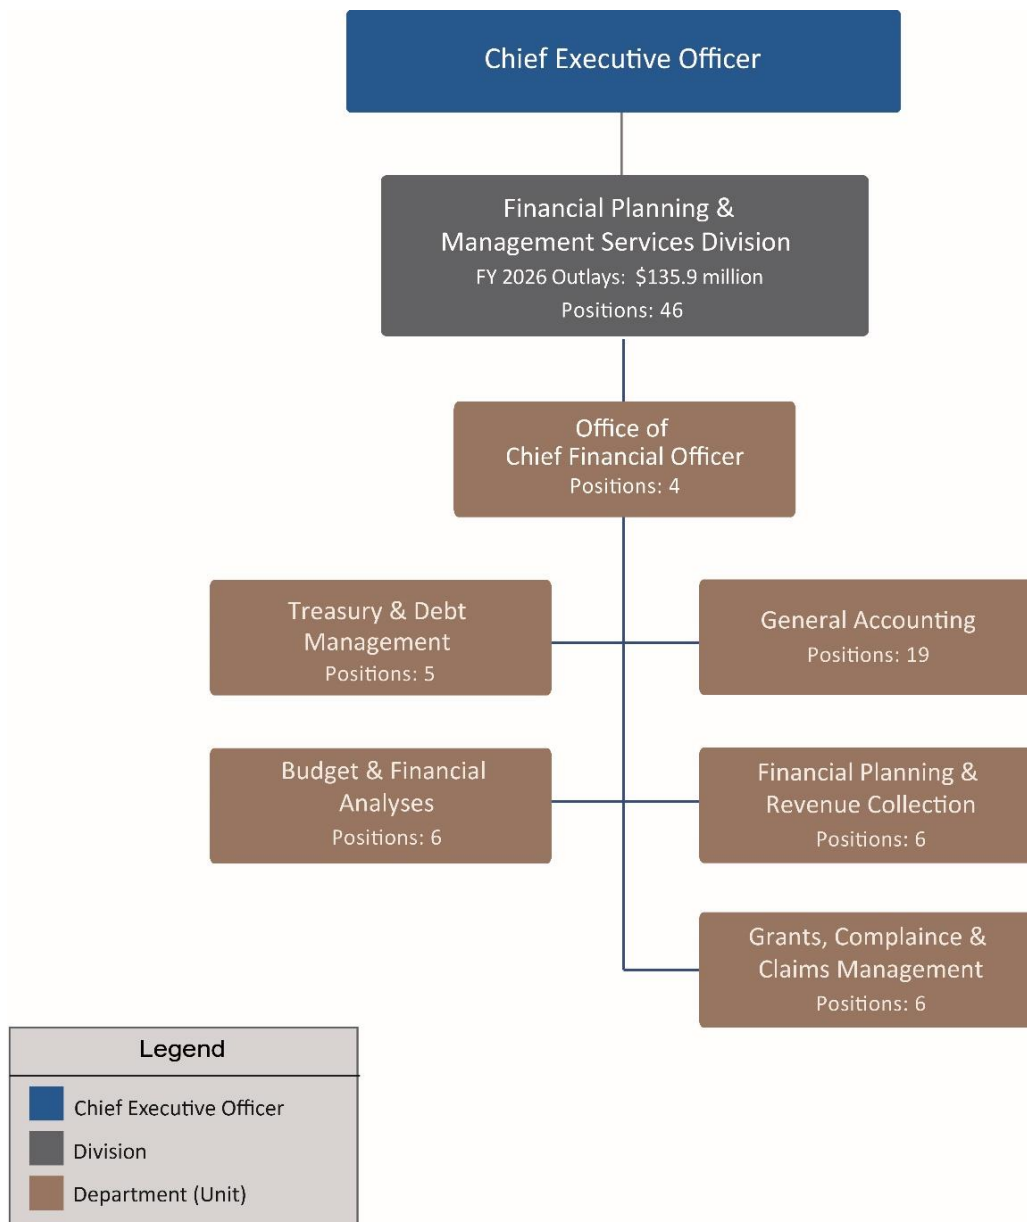 Chief Executive Officer
Financial Planning &
Management Services Division
FY 2026 Outlays:  $135.9 million
Positions: 46
Office of
Chief Financial Officer
Positions: 4
Treasury & Debt
Management
Positions: 5
General Accounting
Positions: 19
Budget & Financial
Analyses
Positions: 6
Financial Planning &
Revenue Collection
Positions: 6
Grants, Complaince &
Claims Management
Positions: 6
Legend
Chief Executive Officer
Division
Department (Unit)